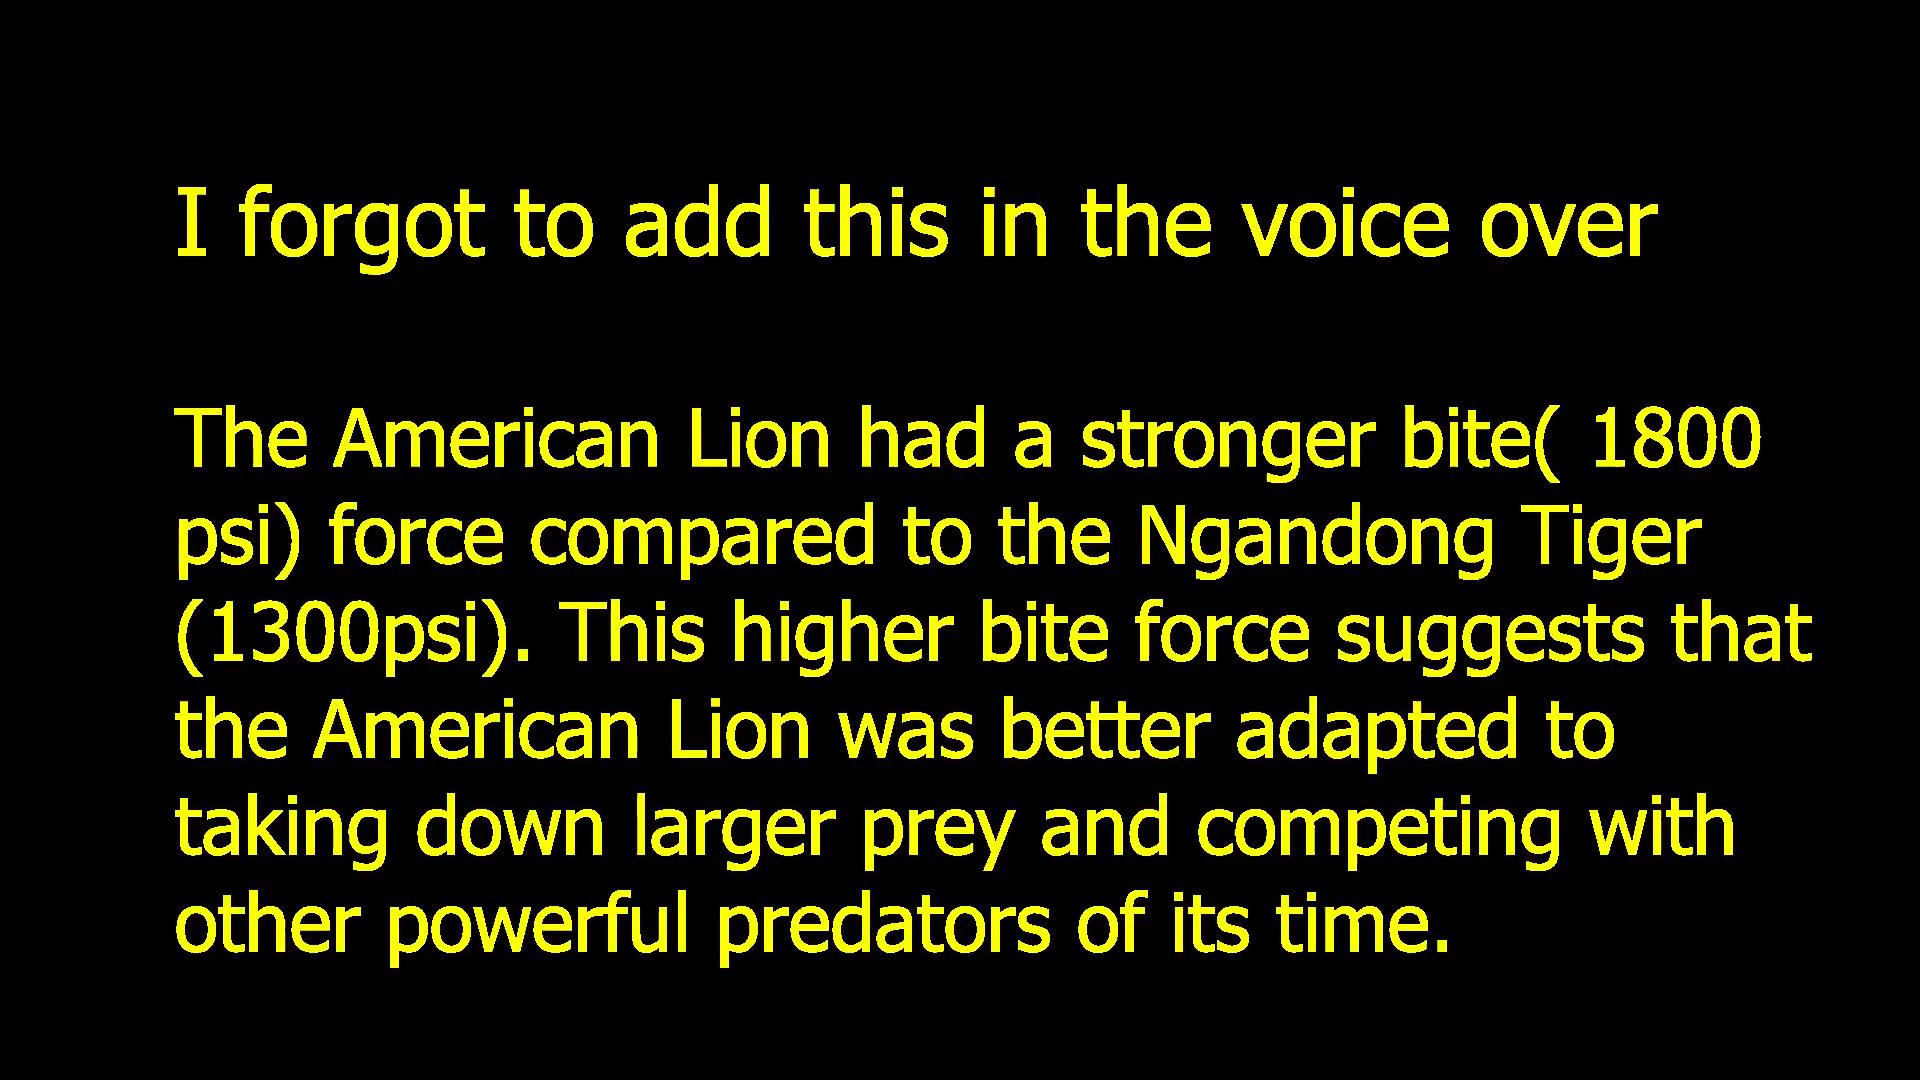 I forgot to add this in the voice over
The American Lion had a stronger bite( 1800
psi) force compared to the Ngandong Tiger
(1300psi). This higher bite force suggests that
the American Lion was better adapted to
taking down larger prey and competing with
other powerful predators of its time.